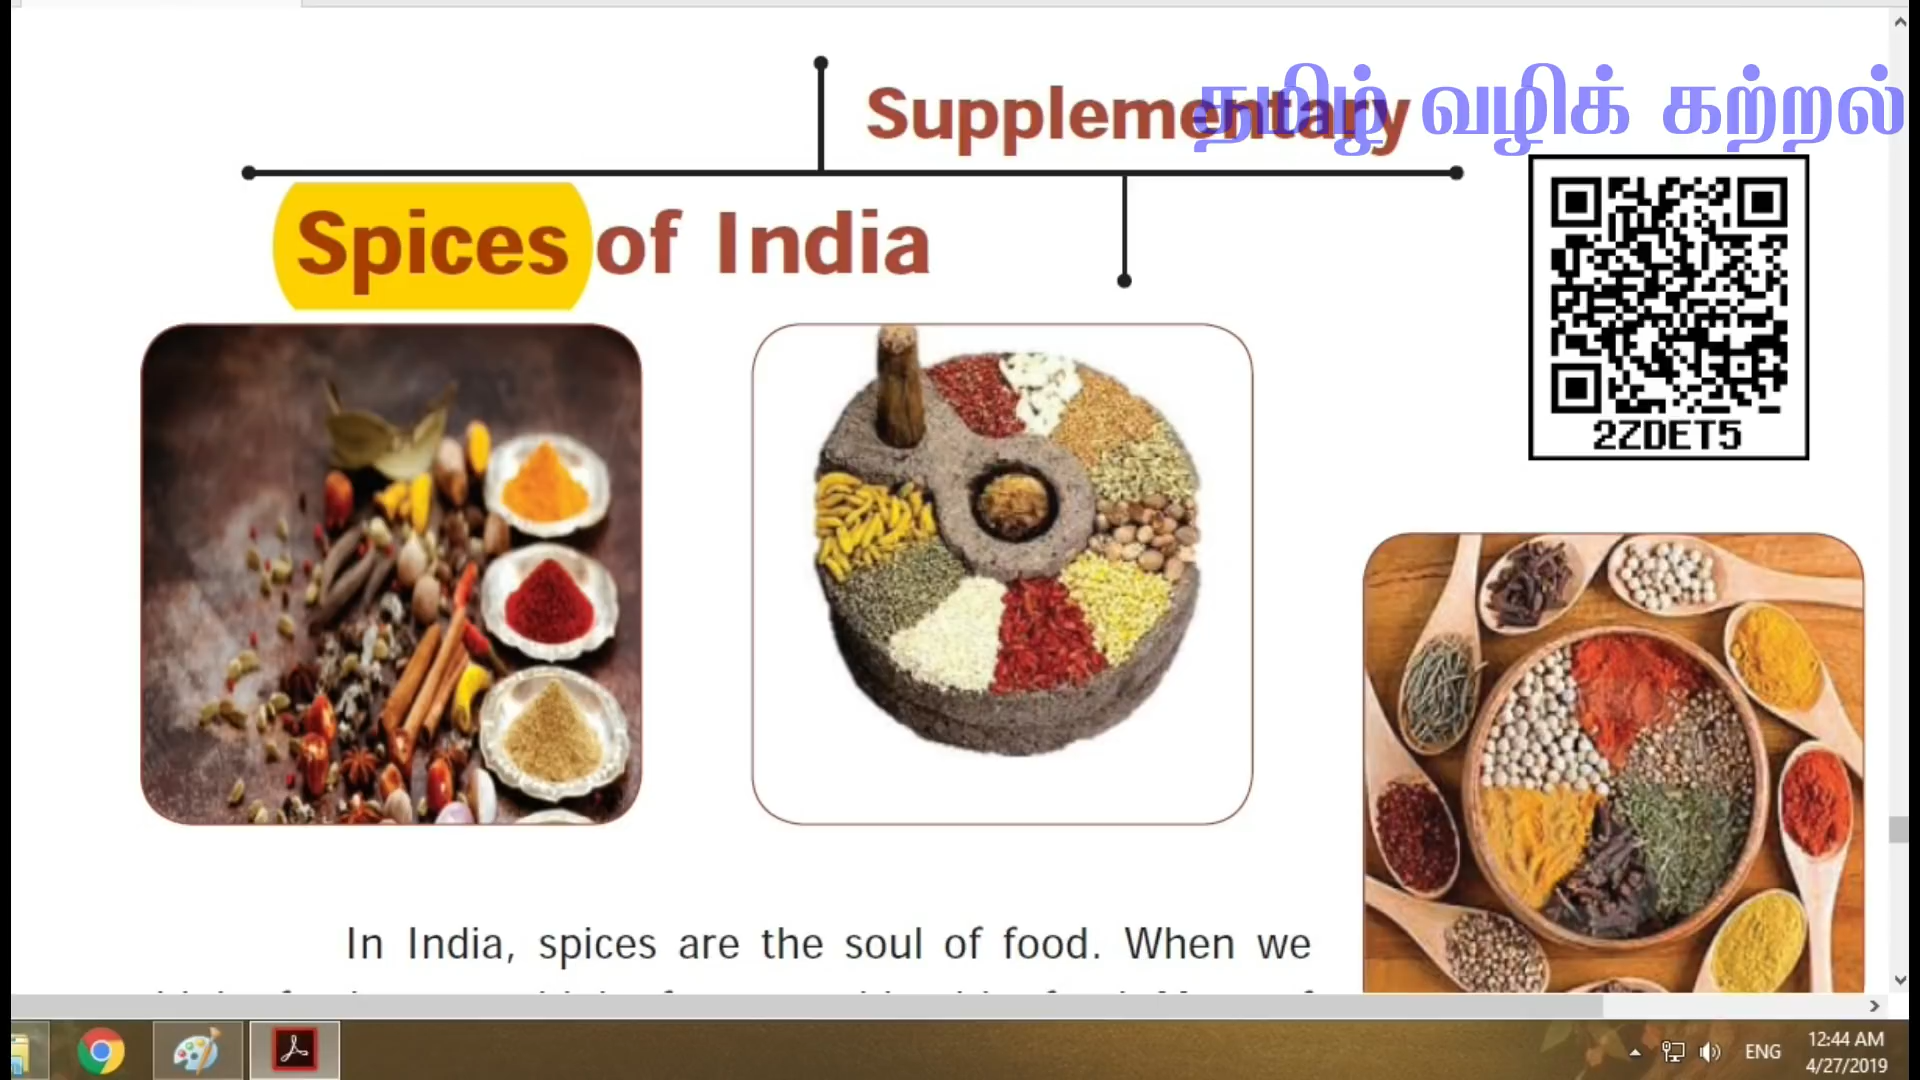 Supplementary
தமிழ் வழிக் கற்றல்
Spices of India
2ZDET5
In India, spices are the soul of food. When we
ENG
12:44 AM
4/27/2019